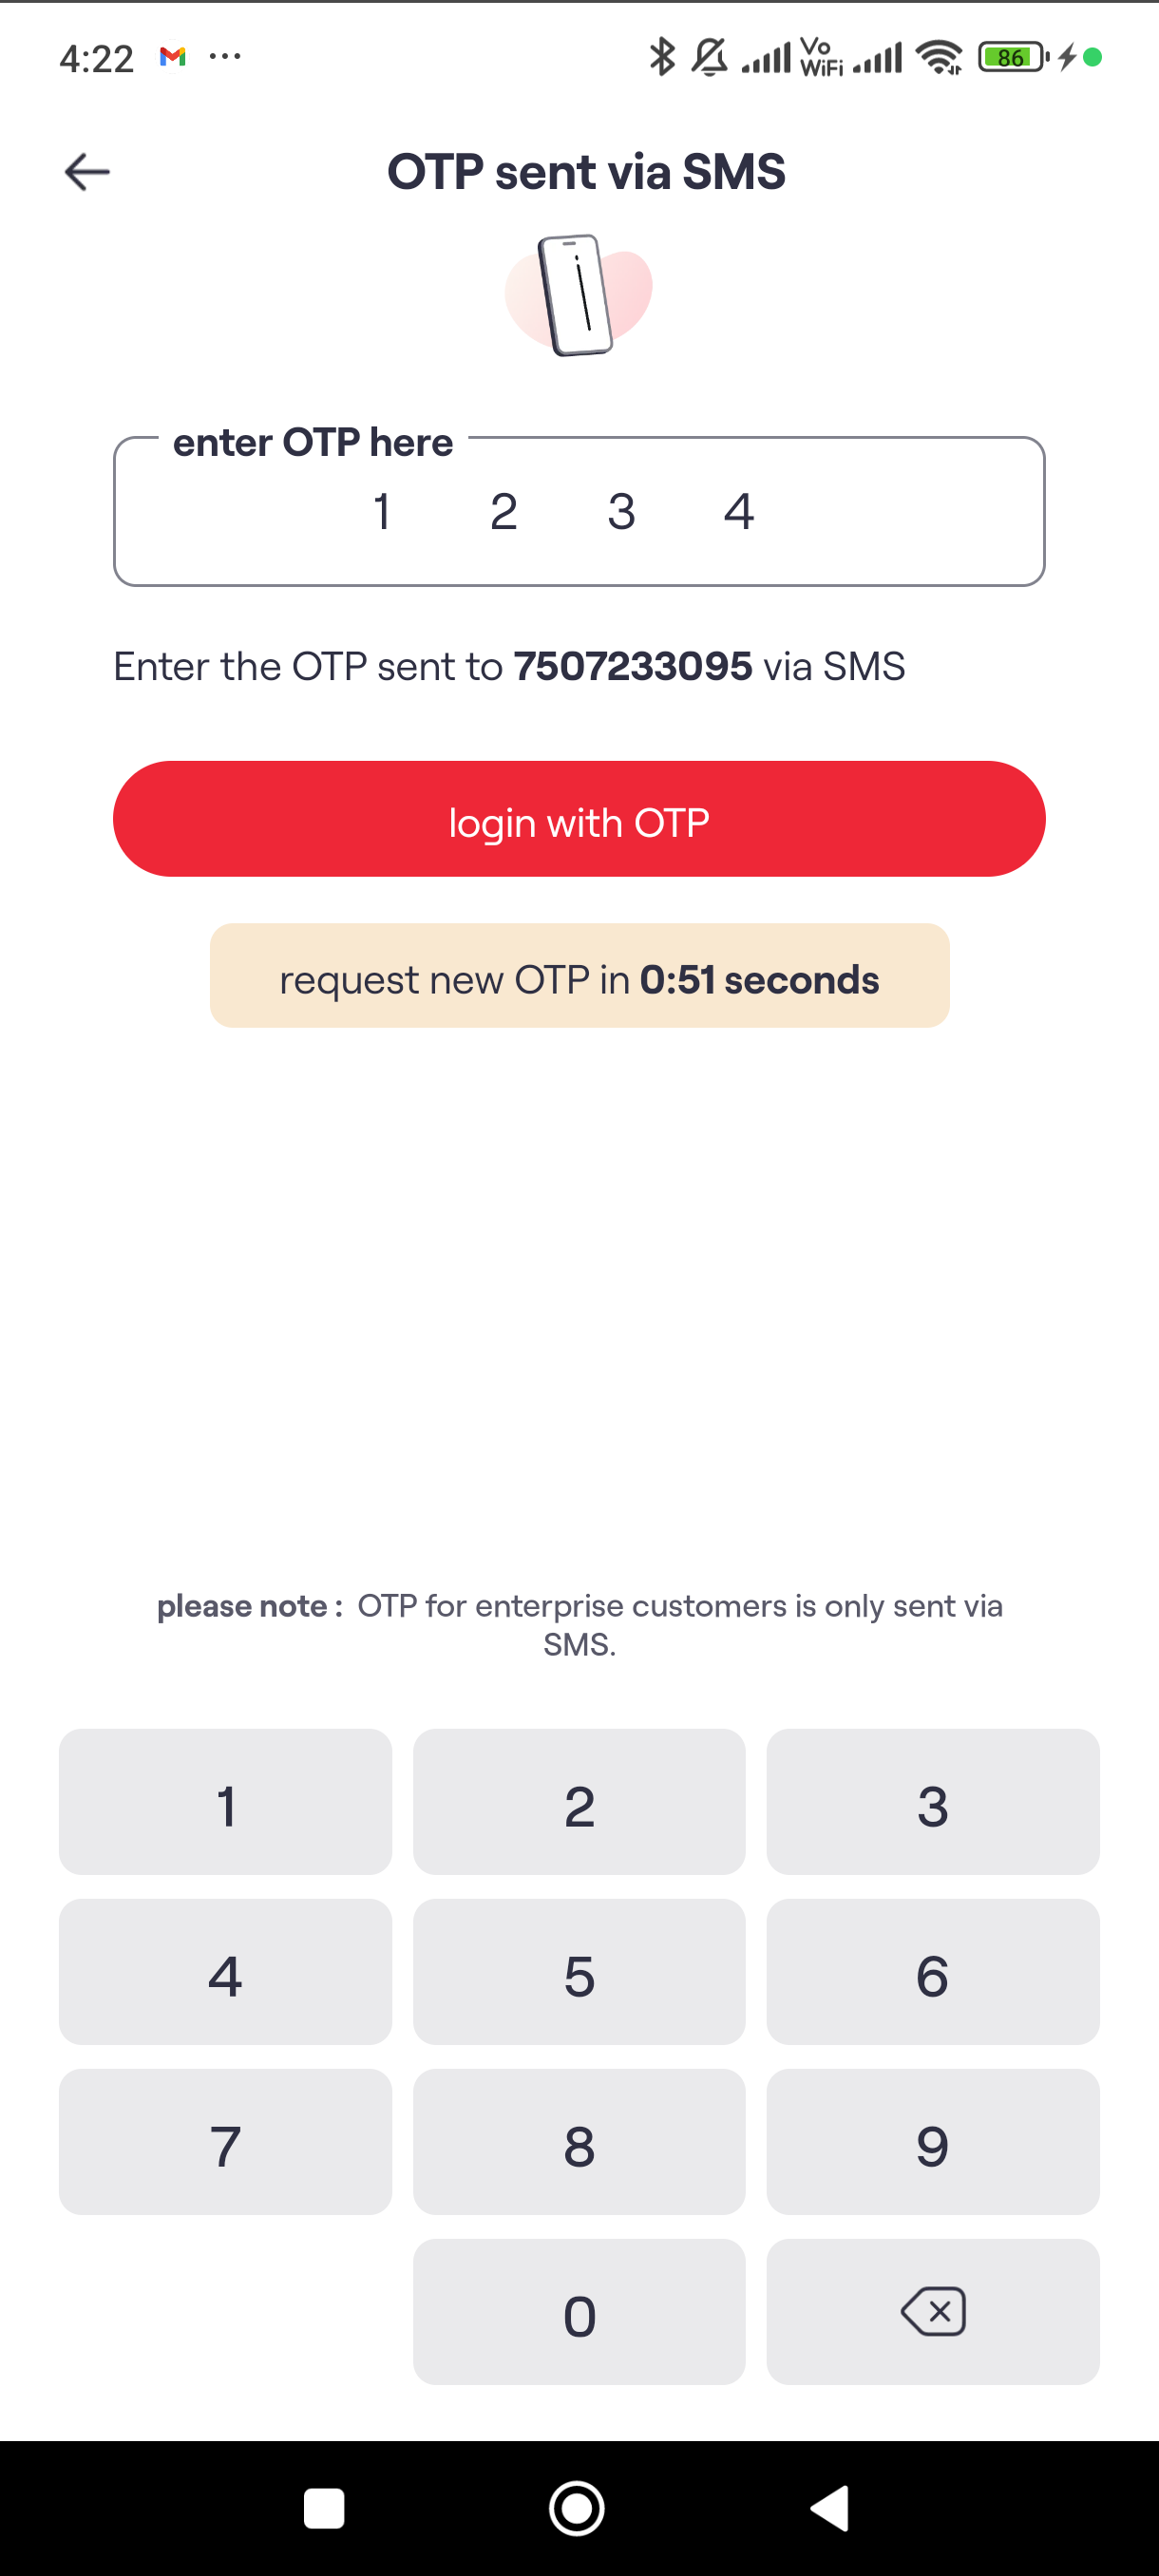 4:22
Vo
WiFi
86
OTP sent via SMS
enter OTP here
1 2 3 4
Enter the OTP sent to 7507233095 via SMS
login with OTP
request new OTP in 0:51 seconds
please note : OTP for enterprise customers is only sent via
SMS.
1 2 3
4 5 6
7 8 9
0